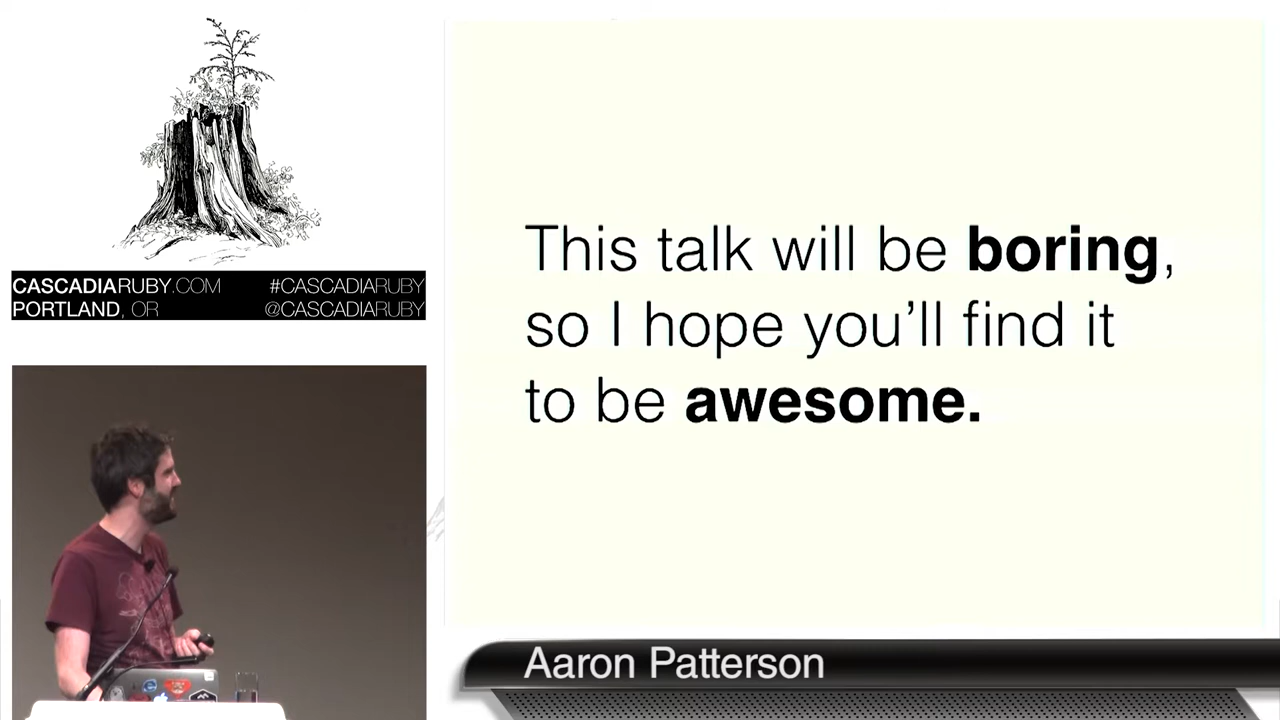 CASCADIARUBY.COM #CASCADIARUBY
PORTLAND, OR @CASCADIARUBY
This talk will be boring,
so I hope you’ll find it
to be awesome.
Aaron Patterson